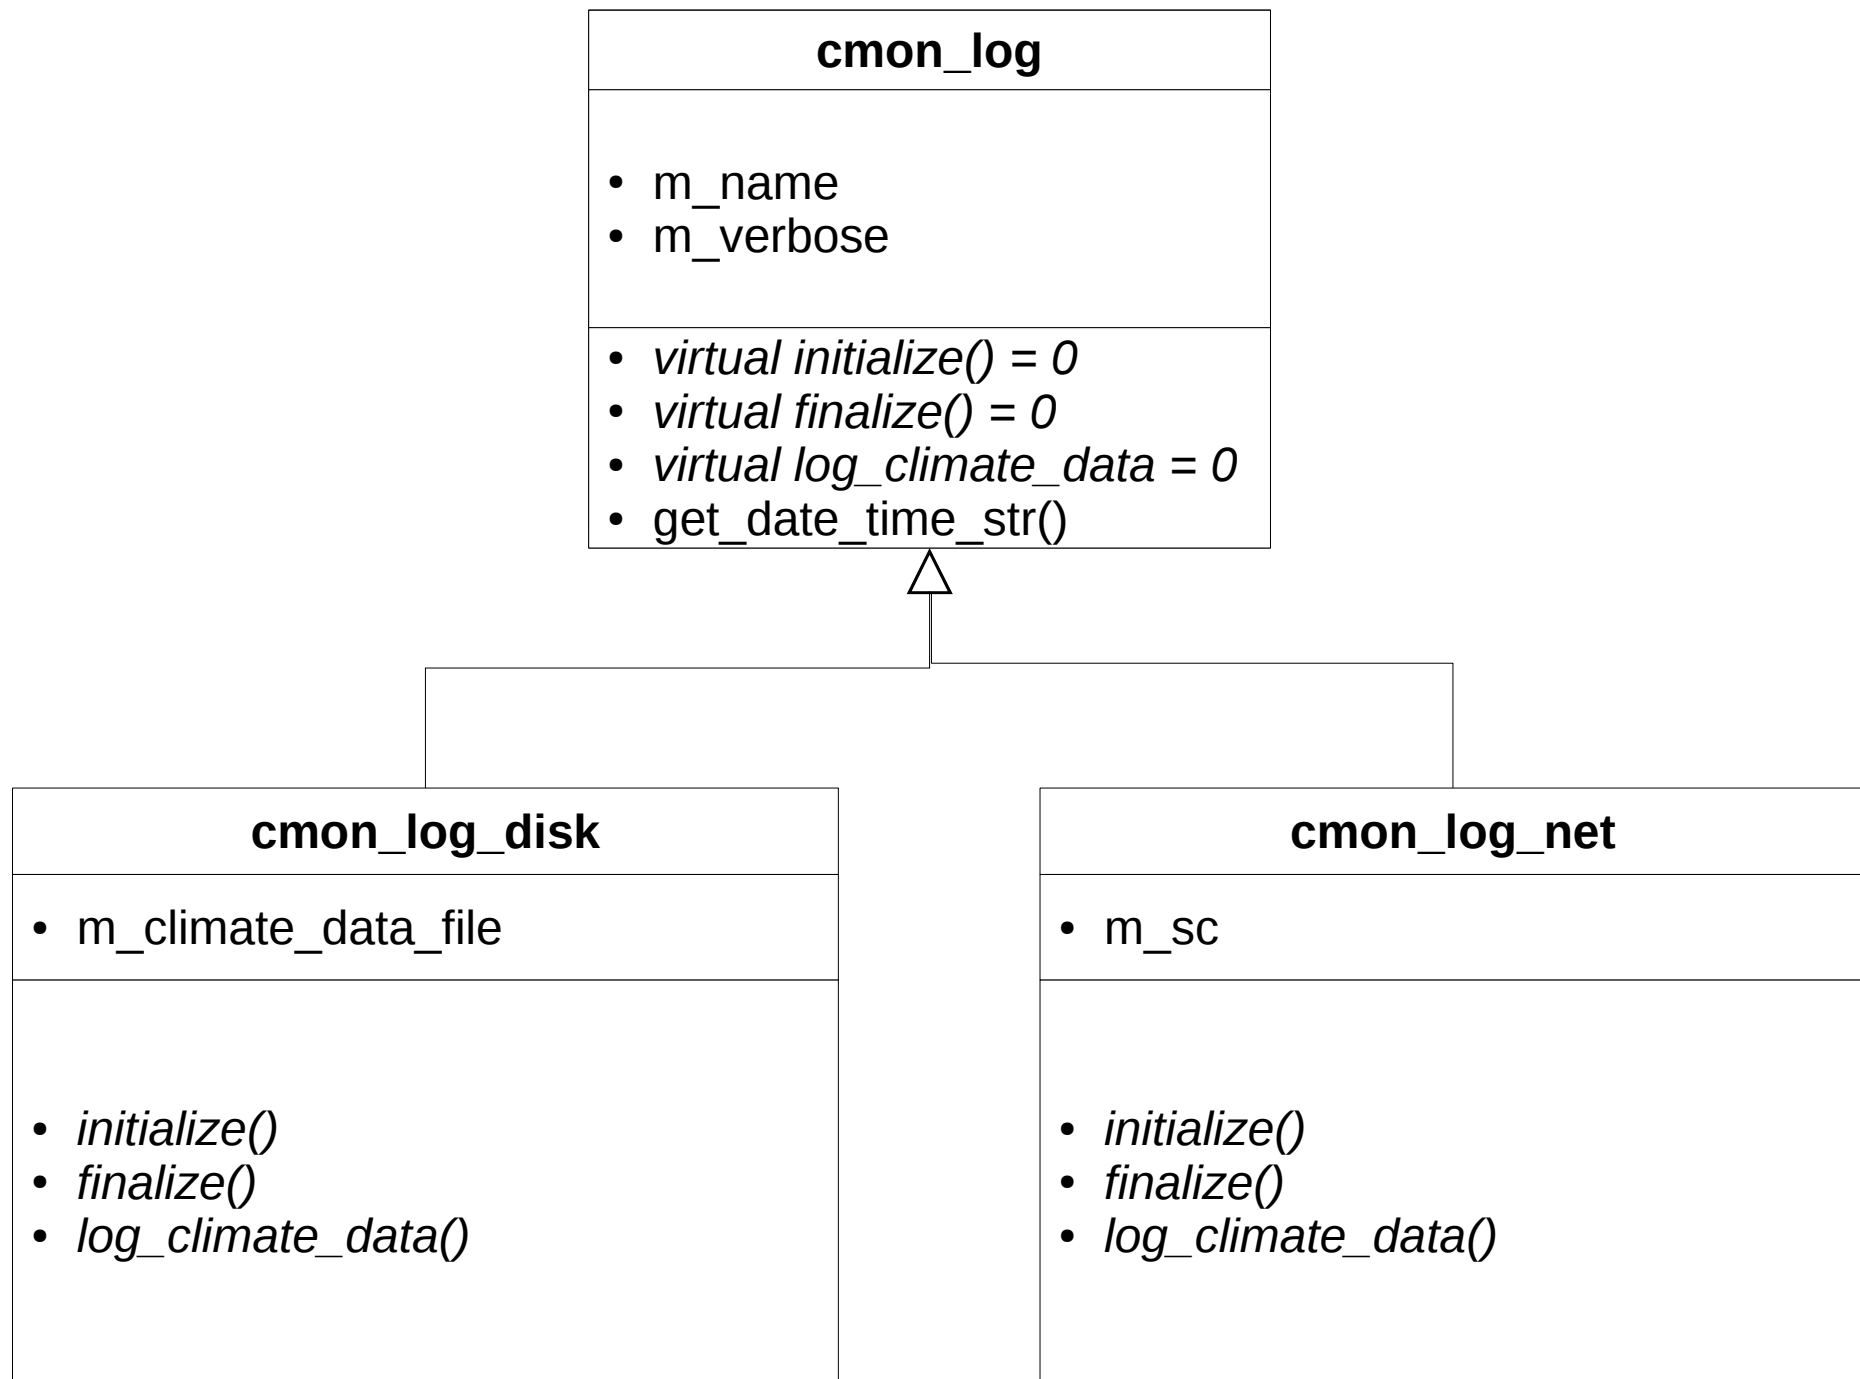 cmon_log
• m_name
• m_verbose
• virtual initialize() = 0
• virtual finalize() = 0
• virtual log_climate_data = 0
• get_date_time_str()
cmon_log_disk
• m_climate_data_file
• initialize()
• finalize()
• log_climate_data()
cmon_log_net
• m_sc
• initialize()
• finalize()
• log_climate_data()